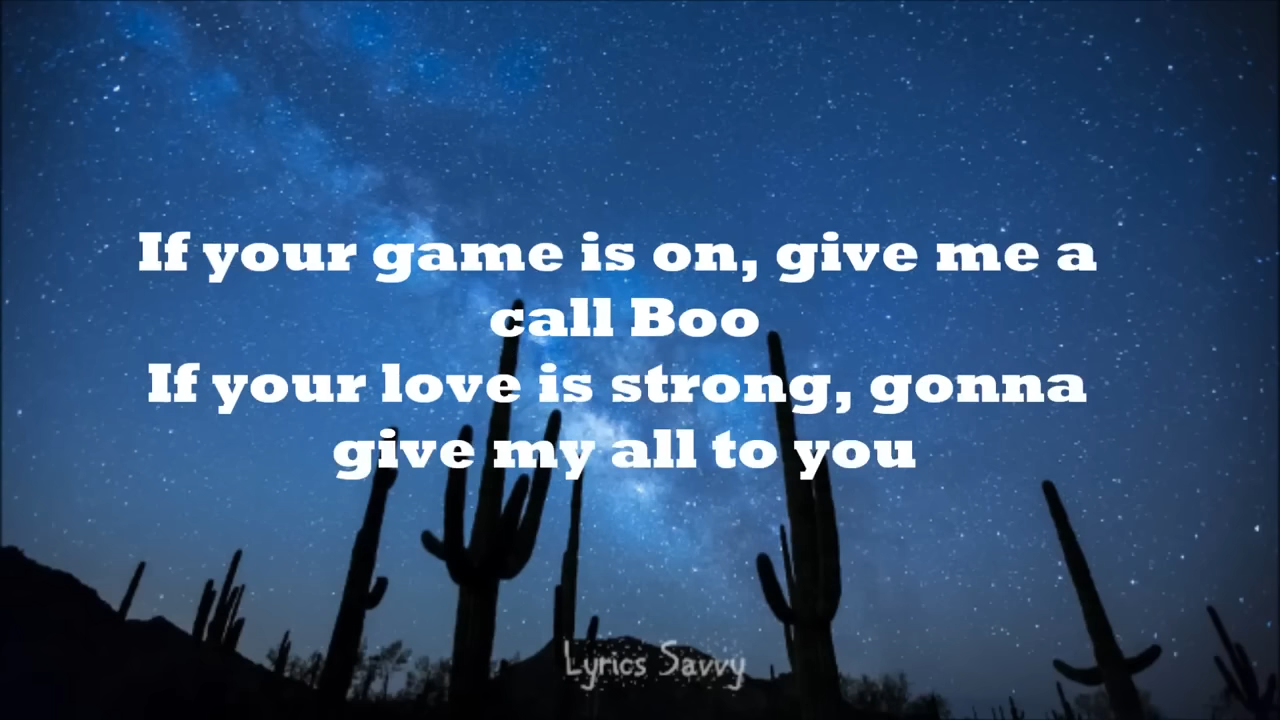 If your game is on, give me a
call Boo
If your love is strong, gonna
give my all to you
Lyrics Savvy